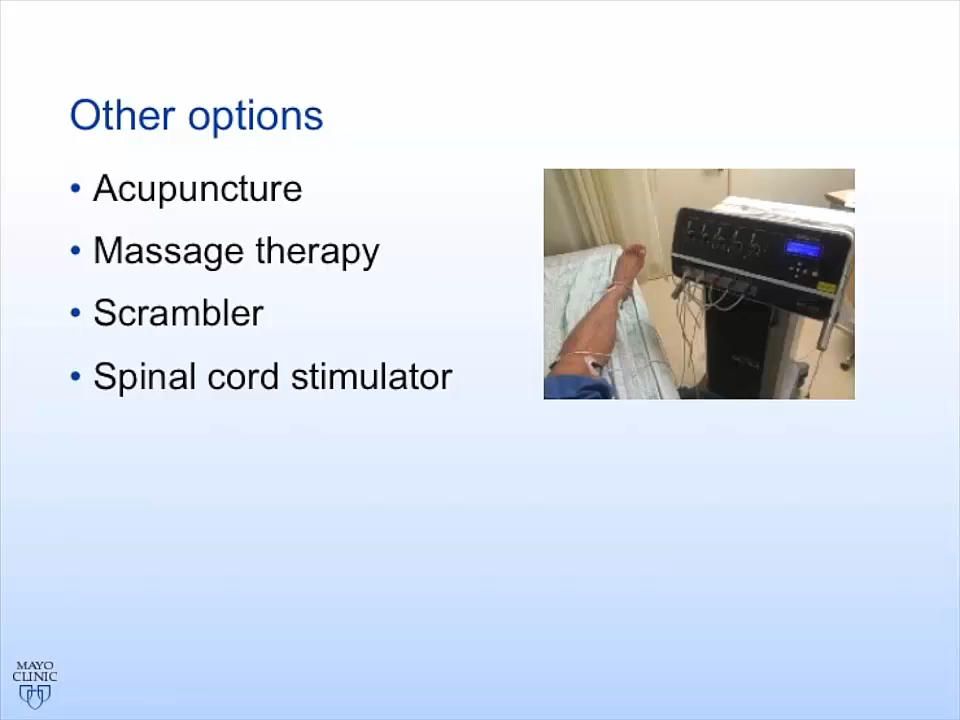 Other options
• Acupuncture
• Massage therapy
• Scrambler
• Spinal cord stimulator
MAYO
CLINIC